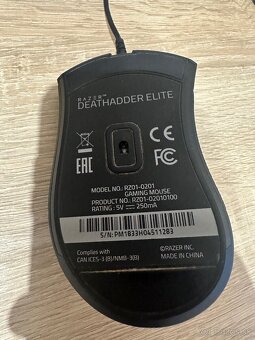 RAZER™
DEATHADDER ELITE
CE
EAC
FC
MODEL NO.: RZ01-0201
GAMING MOUSE
PRODUCT NO.: RZ01-02010100
RATING : 5V ⎓ 250mA
S/N: PM1833H04511283
Complies with
CAN ICES-3 (B)/NMB-3(B)
©RAZER INC.
MADE IN CHINA